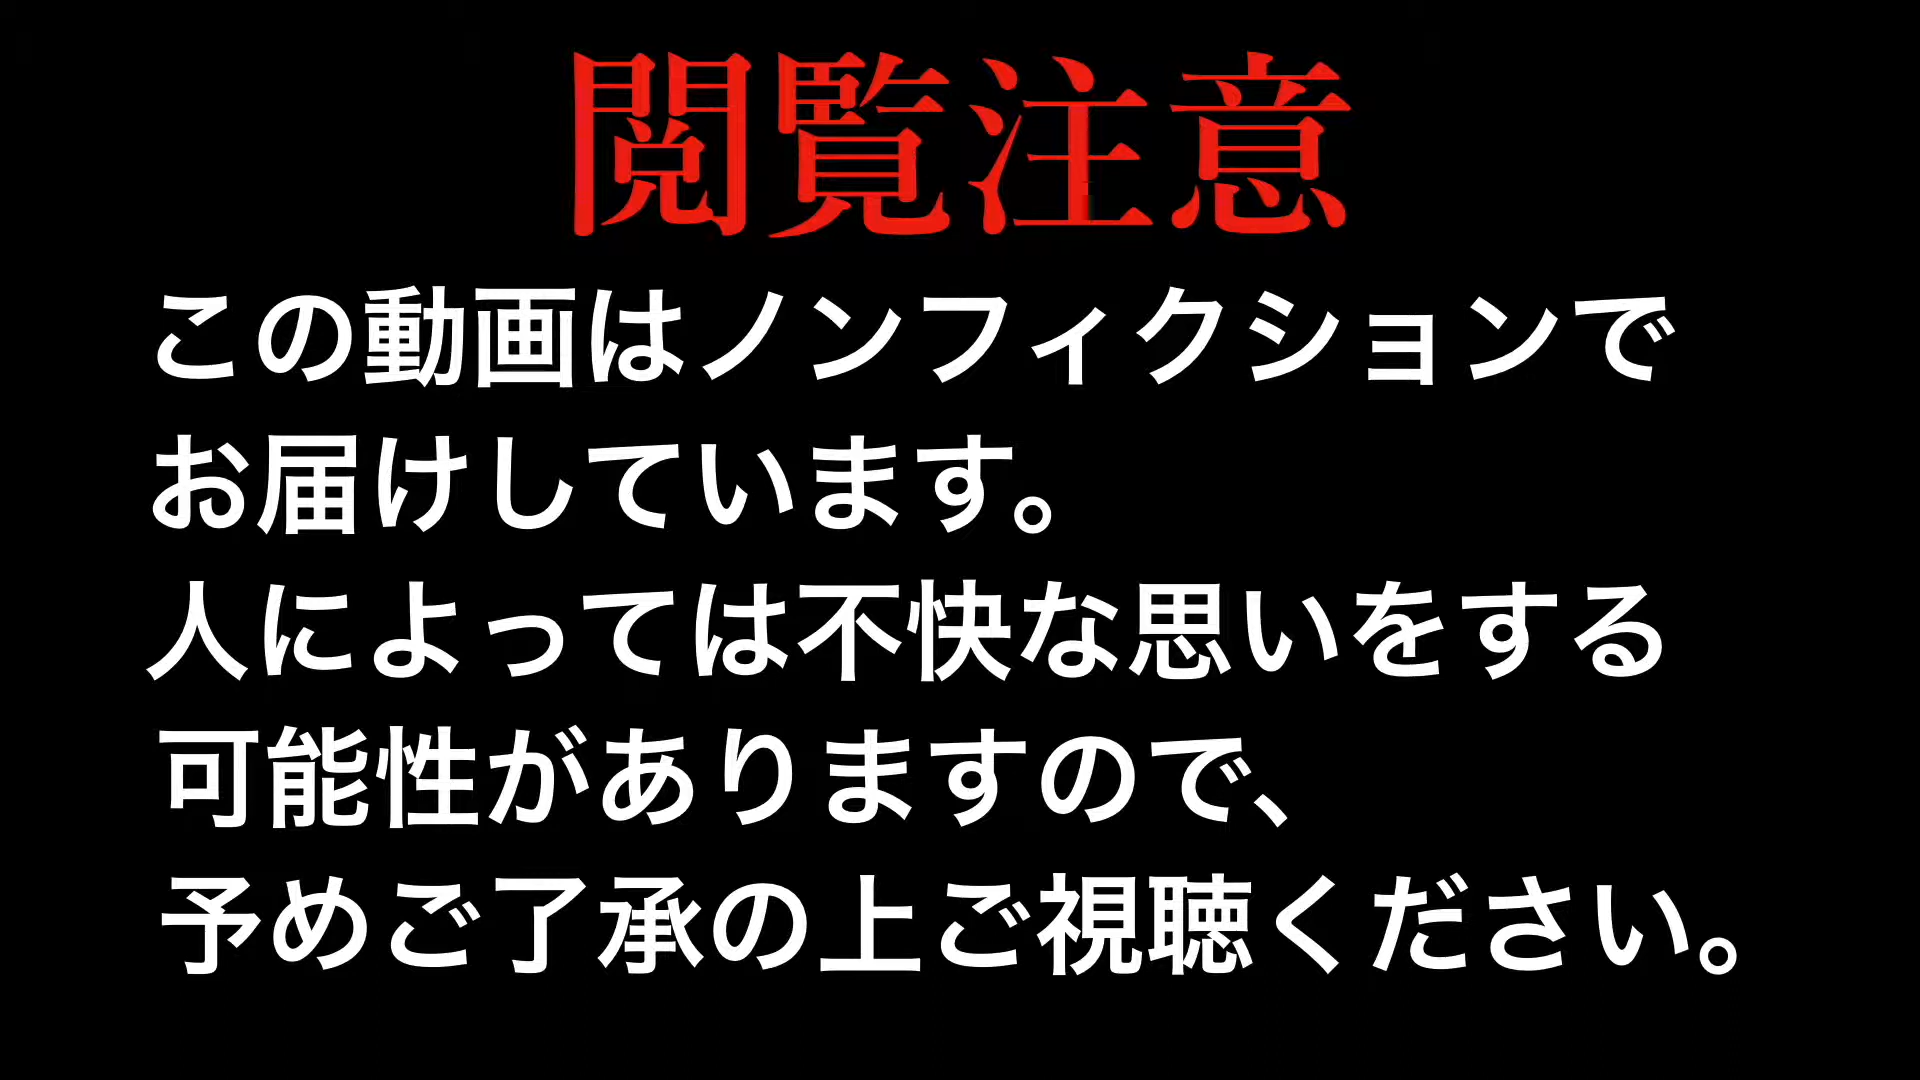 閲覧注意
この動画はノンフィクションで
お届けしています。
人によっては不快な思いをする
可能性がありますので、
予めご了承の上ご視聴ください。